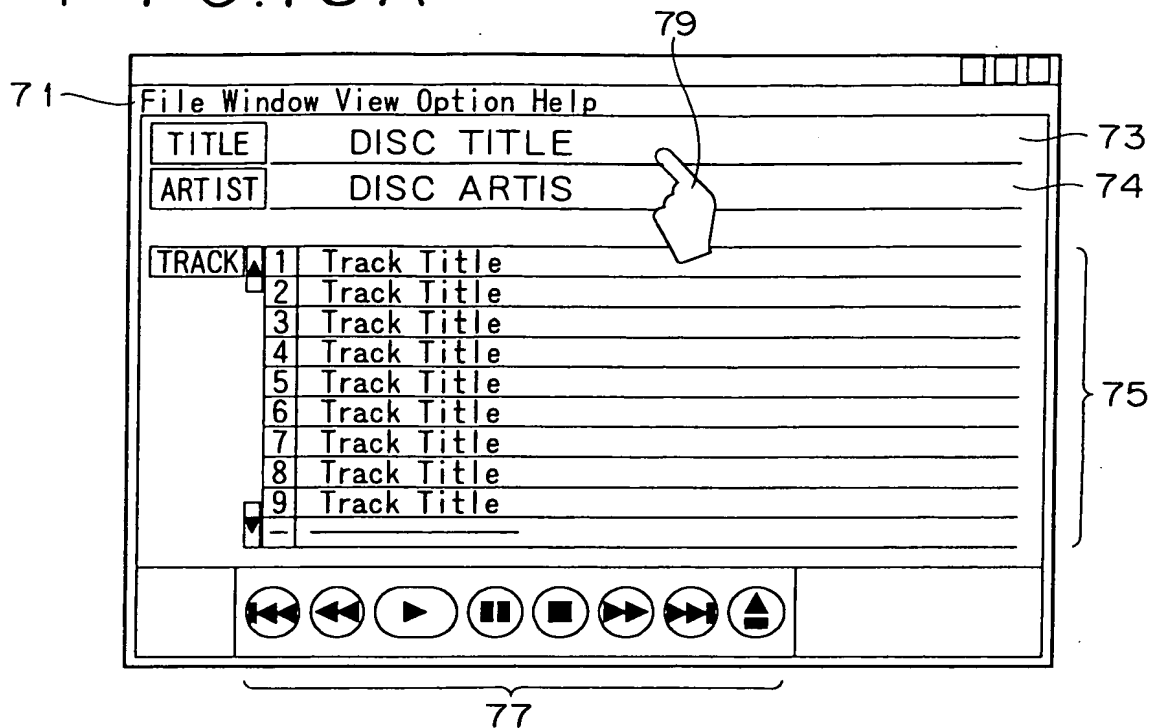 79
71
File Window View Option Help
TITLE DISC TITLE 73
ARTIST DISC ARTIS 74
TRACK 1 Track Title
2 Track Title
3 Track Title
4 Track Title
5 Track Title
75
6 Track Title
7 Track Title
8 Track Title
9 Track Title
77